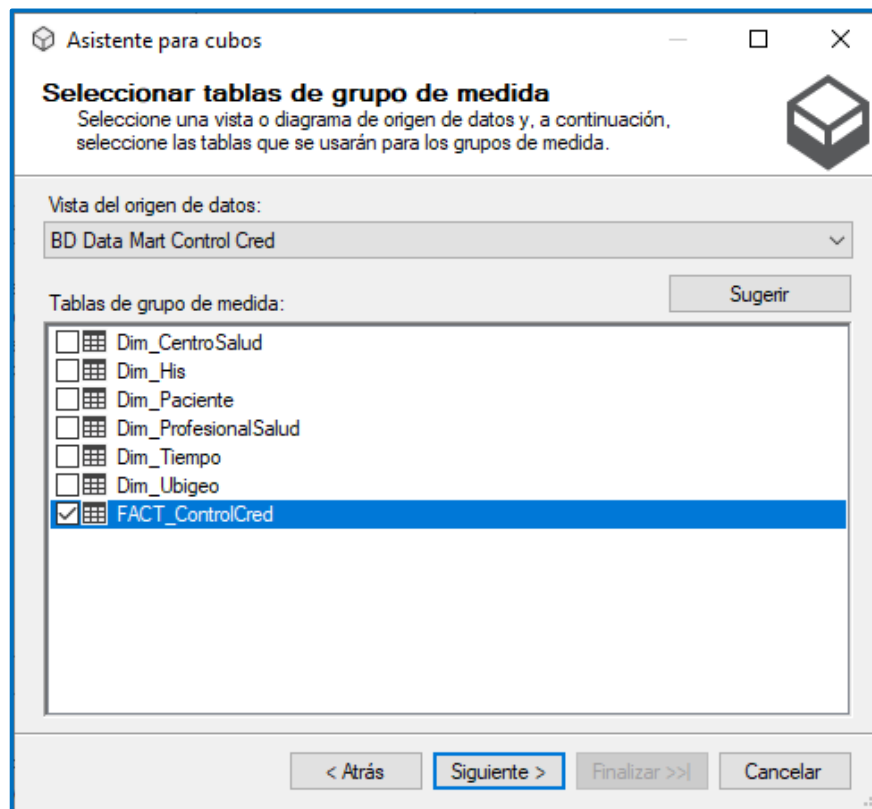 Asistente para cubos
Seleccionar tablas de grupo de medida
Seleccione una vista o diagrama de origen de datos y, a continuación,
seleccione las tablas que se usarán para los grupos de medida.
Vista del origen de datos:
BD Data Mart Control Cred
Sugerir
Tablas de grupo de medida:
Dim_CentroSalud
Dim_His
Dim_Paciente
Dim_ProfesionalSalud
Dim_Tiempo
Dim_Ubigeo
FACT_ControlCred
< Atrás Siguiente > Finalizar >>| Cancelar